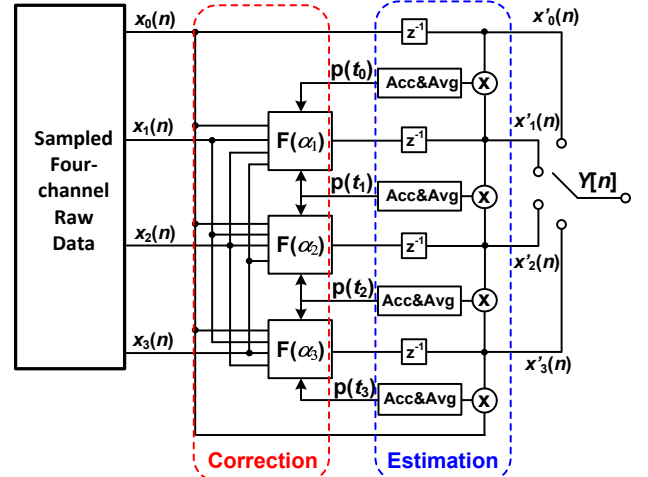 Sampled
Four-
channel
Raw
Data
x₀(n)
x₁(n)
x₂(n)
x₃(n)
F(α₁)
F(α₂)
F(α₃)
p(t₀)
p(t₁)
p(t₂)
p(t₃)
z⁻¹
Acc&Avg
X
z⁻¹
Acc&Avg
X
z⁻¹
Acc&Avg
X
z⁻¹
Acc&Avg
X
x'₀(n)
x'₁(n)
x'₂(n)
x'₃(n)
Y[n]
Correction
Estimation